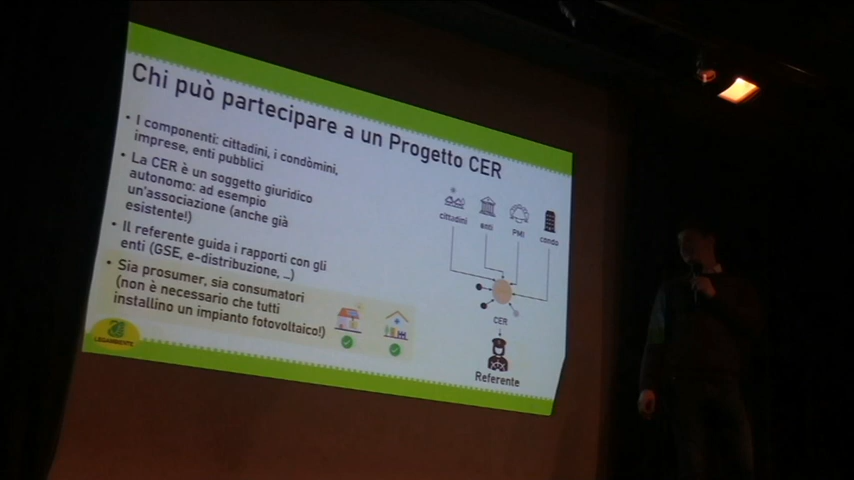 Chi può partecipare a un Progetto CER
• I componenti: cittadini, i condòmini,
imprese, enti pubblici
• La CER è un soggetto giuridico
autonomo: ad esempio
un'associazione (anche già
esistente!)
• Il referente guida i rapporti con gli
enti (GSE, e-distribuzione, …)
• Sia prosumer, sia consumatori
(non è necessario che tutti
installino un impianto fotovoltaico!)
cittadini
enti
PMI
condo
CER
Referente
LEGAMBIENTE